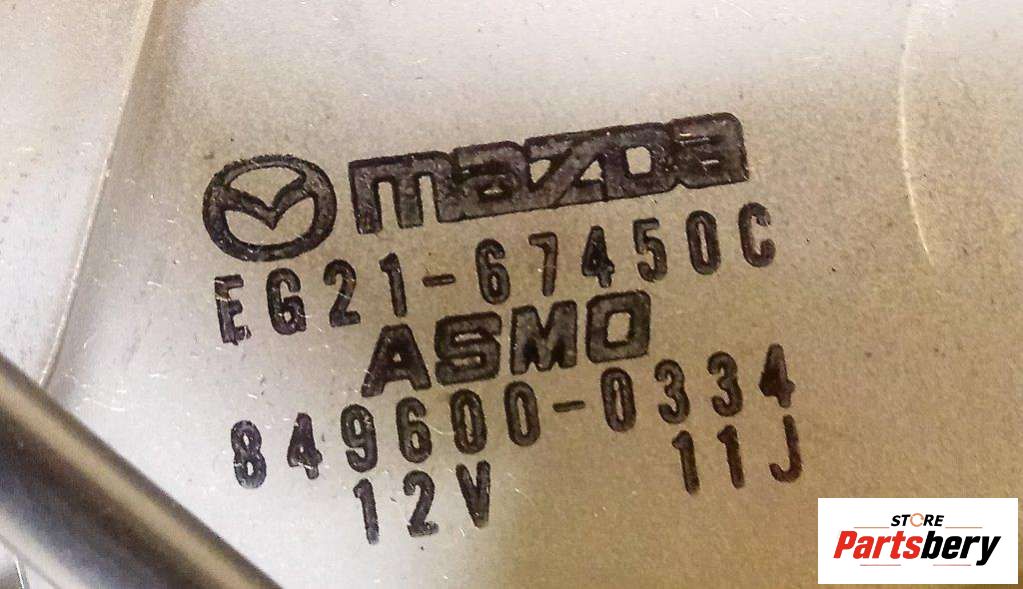 mazda
EG21-67450C
ASMO
849600-0334
12V 11J
STORE
Partsbery